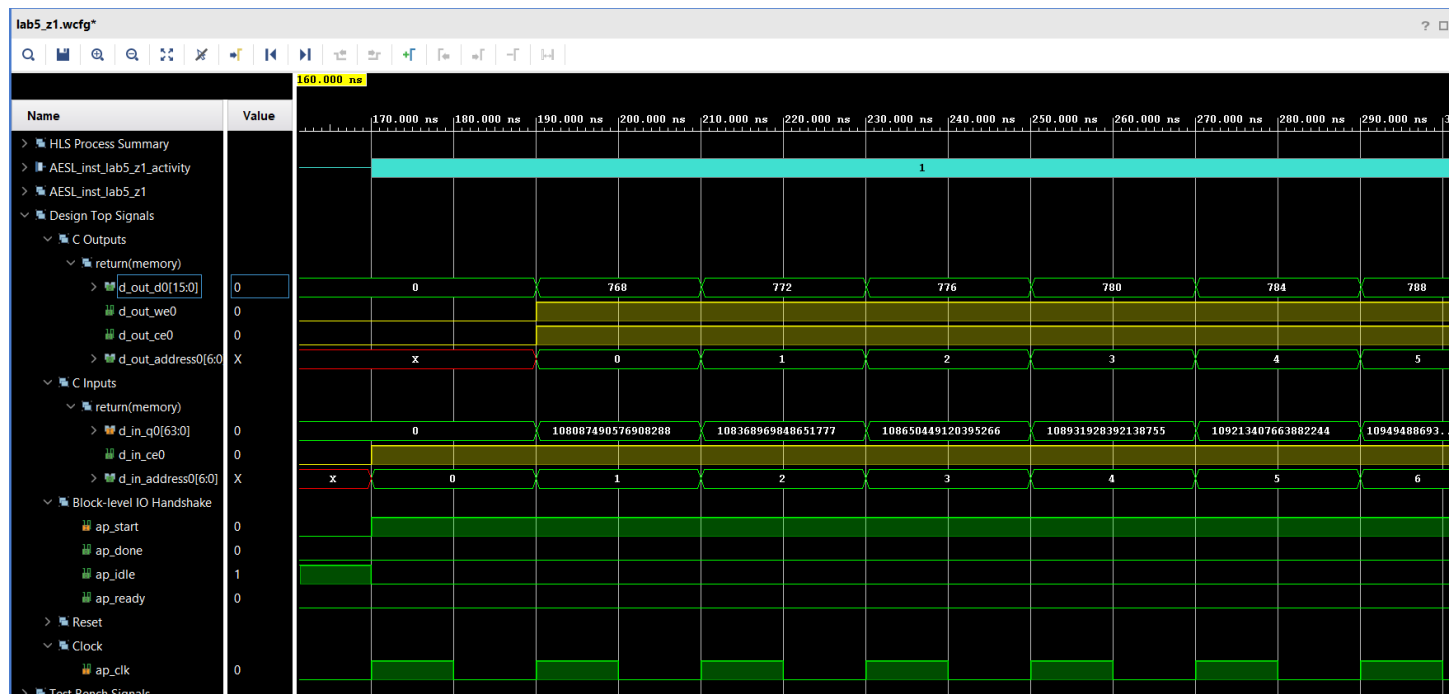 lab5_z1.wcfg*
?
160.000 ns
Name Value
170.000 ns 180.000 ns 190.000 ns 200.000 ns 210.000 ns 220.000 ns 230.000 ns 240.000 ns 250.000 ns 260.000 ns 270.000 ns 280.000 ns 290.000 ns 3
HLS Process Summary
AESL_inst_lab5_z1_activity 1
AESL_inst_lab5_z1
Design Top Signals
C Outputs
return(memory)
d_out_d0[15:0] 0 0 768 772 776 780 784 788
d_out_we0 0
d_out_ce0 0
d_out_address0[6:0 X X 0 1 2 3 4 5
C Inputs
return(memory)
d_in_q0[63:0] 0 0 108087490576908288 108368969848651777 108650449120395266 108931928392138755 109213407663882244 10949488693...
d_in_ce0 0
d_in_address0[6:0] X X 0 1 2 3 4 5 6
Block-level IO Handshake
ap_start 0
ap_done 0
ap_idle 1
ap_ready 0
Reset
Clock
ap_clk 0
Test Bench Signals